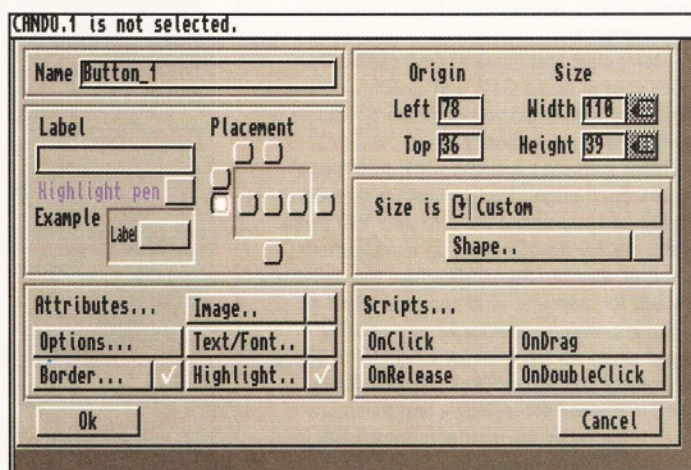 CANDO.1 is not selected.
Name Button_1
Origin Size
Left 78 Width 110
Top 36 Height 39
Label Placement
Highlight pen
Example Label
Size is Custom
Shape..
Attributes... Image..
Options... Text/Font..
Border... Highlight..
Scripts...
OnClick OnDrag
OnRelease OnDoubleClick
Ok Cancel